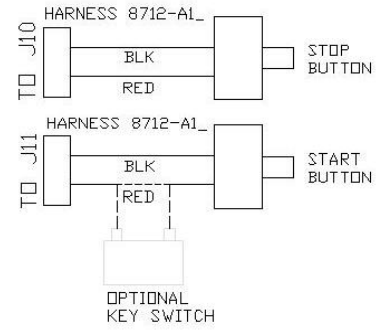 HARNESS 8712-A1_
TO J10
BLK
RED
STOP
BUTTON
HARNESS 8712-A1_
TO J11
BLK
RED
START
BUTTON
OPTIONAL
KEY SWITCH